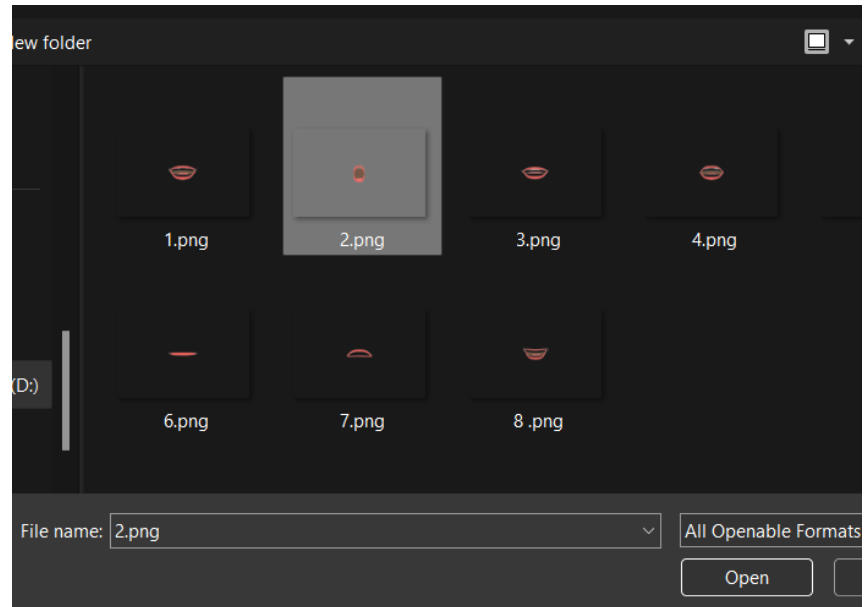 ew folder
1.png
2.png
3.png
4.png
6.png
7.png
8 .png
(D:)
File name: 2.png
All Openable Formats
Open